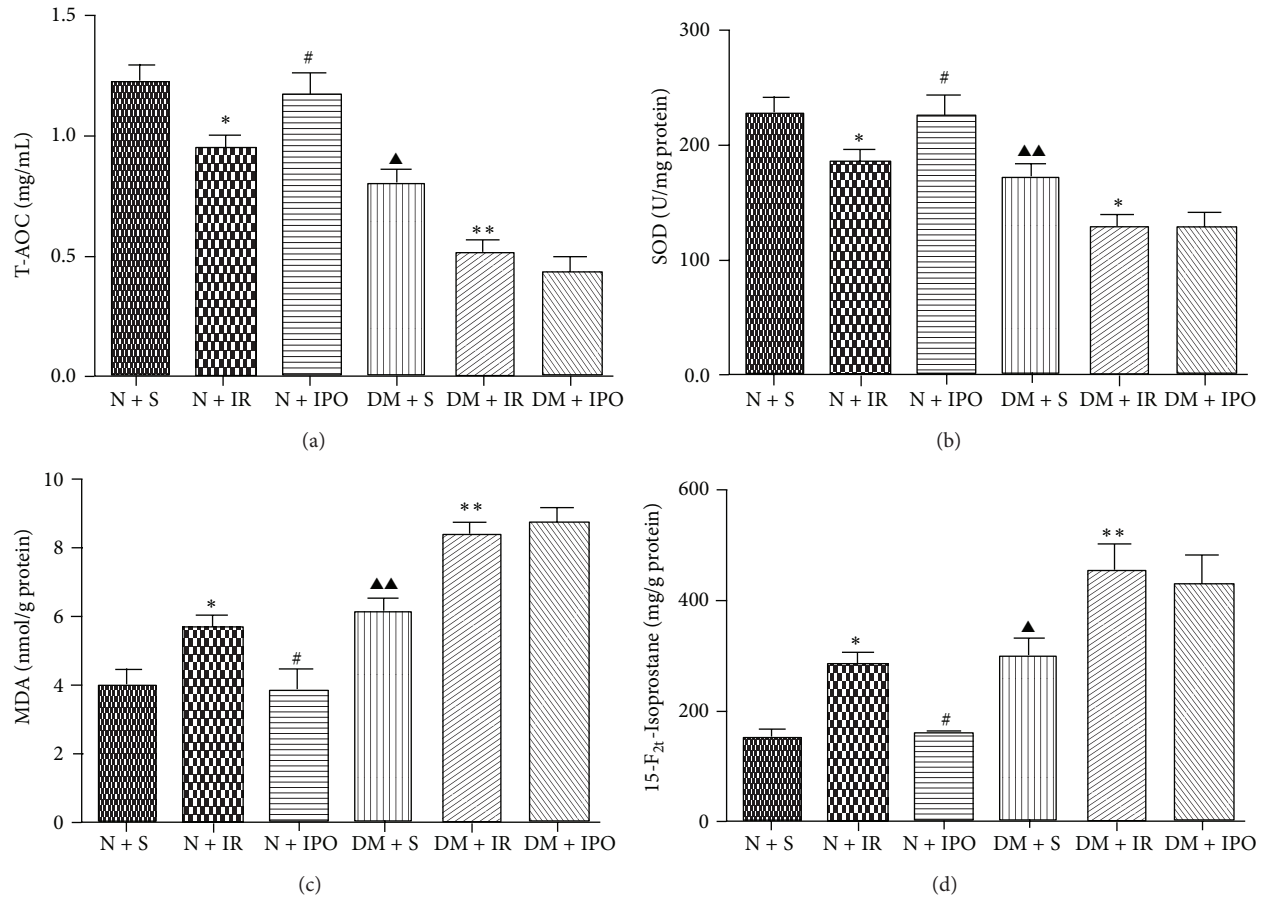 1.5
1.0
0.5
0.0
T-AOC (mg/mL)
*
#
▲
**
N + S N + IR N + IPO DM + S DM + IR DM + IPO
(a)
300
200
100
0.0
SOD (U/mg protein)
*
#
▲▲
*
N + S N + IR N + IPO DM + S DM + IR DM + IPO
(b)
10
8
6
4
2
0
MDA (nmol/g protein)
*
#
▲▲
**
N + S N + IR N + IPO DM + S DM + IR DM + IPO
(c)
600
400
200
0
15-F2t-Isoprostane (mg/g protein)
*
#
▲
**
N + S N + IR N + IPO DM + S DM + IR DM + IPO
(d)